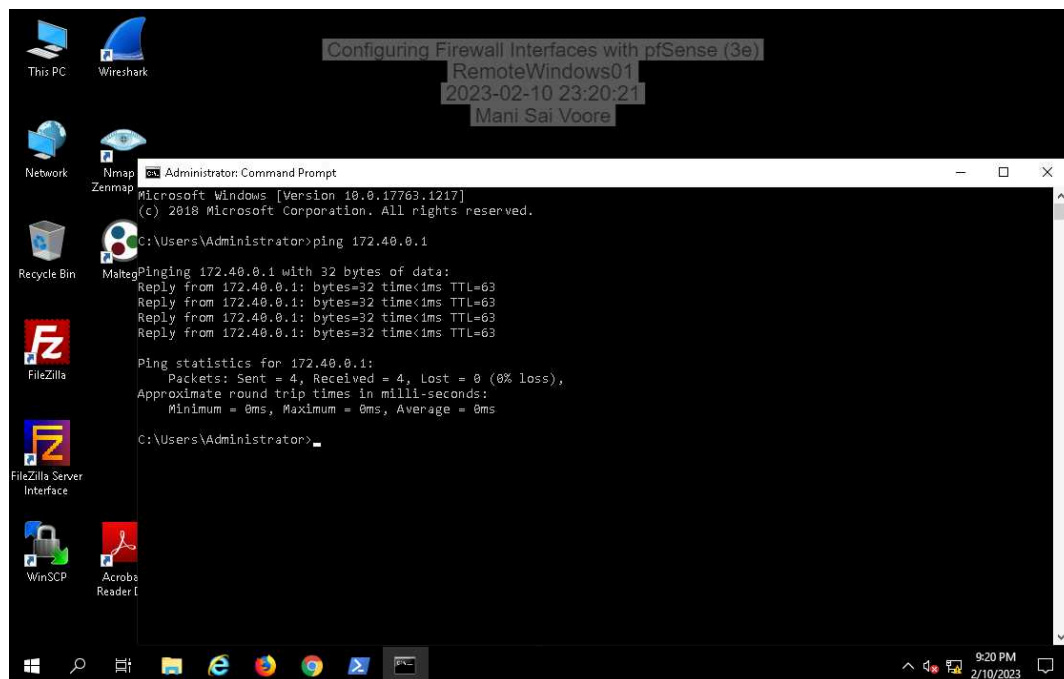 This PC
Wireshark
Configuring Firewall Interfaces with pfSense (3e)
RemoteWindows01
2023-02-10 23:20:21
Mani Sai Voore
Network
Nmap
Zenmap
Administrator: Command Prompt
Microsoft Windows [Version 10.0.17763.1217]
(c) 2018 Microsoft Corporation. All rights reserved.
C:\Users\Administrator>ping 172.40.0.1
Pinging 172.40.0.1 with 32 bytes of data:
Reply from 172.40.0.1: bytes=32 time<1ms TTL=63
Reply from 172.40.0.1: bytes=32 time<1ms TTL=63
Reply from 172.40.0.1: bytes=32 time<1ms TTL=63
Reply from 172.40.0.1: bytes=32 time<1ms TTL=63
Ping statistics for 172.40.0.1:
Packets: Sent = 4, Received = 4, Lost = 0 (0% loss),
Approximate round trip times in milli-seconds:
Minimum = 0ms, Maximum = 0ms, Average = 0ms
C:\Users\Administrator>
Recycle Bin
Malteg
Fz
FileZilla
FileZilla Server
Interface
WinSCP
Acroba
Reader D
9:20 PM
2/10/2023